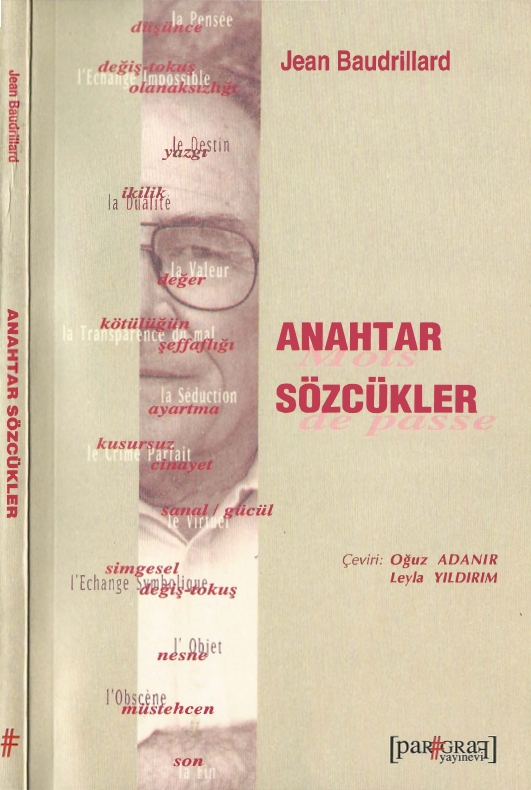 Jean Baudrillard
ANAHTAR SÖZCÜKLER
la Pensée
düşünce
değiş-tokuş
l'Echange Impossible
olanaksızlığı
le Destin
yazgı
ikilik
la Dualité
la Valeur
değer
kötülüğün
la Transparence du mal
şeffaflığı
la Séduction
ayartma
kusursuz
le Crime Parfait
cinayet
sanal / gücül
le Virtuel
simgesel
l'Echange Symbolique
değiş-tokuş
l'Objet
nesne
l'Obscène
müstehcen
son
la Fin
Jean Baudrillard
ANAHTAR
Mots
SÖZCÜKLER
de passe
Çeviri: Oğuz ADANIR
Leyla YILDIRIM
[par#GRAF]
yayınevi